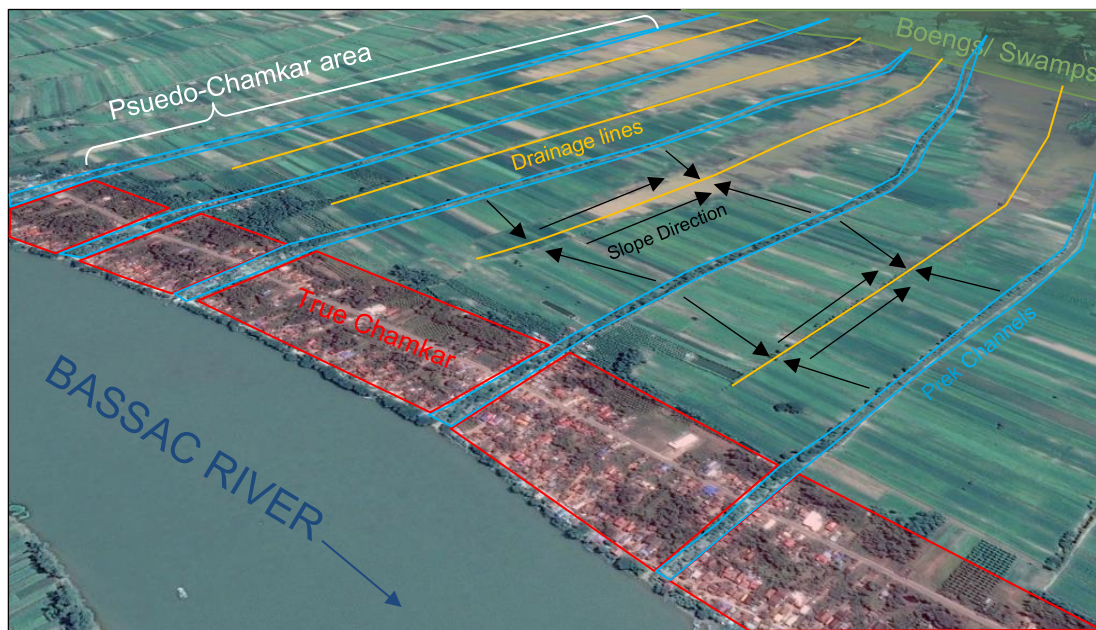 Boengs/ Swamps
Psuedo-Chamkar area
Drainage lines
Slope Direction
True Chamkar
Prek Channels
BASSAC RIVER